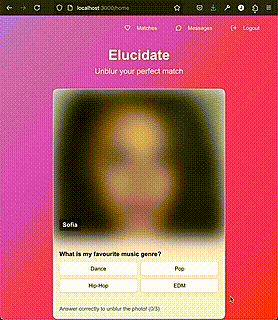 localhost:3000/home
Matches Messages Logout
Elucidate
Unblur your perfect match
Sofia
What is my favourite music genre?
Dance Pop
Hip-Hop EDM
Answer correctly to unblur the photo! (0/3)